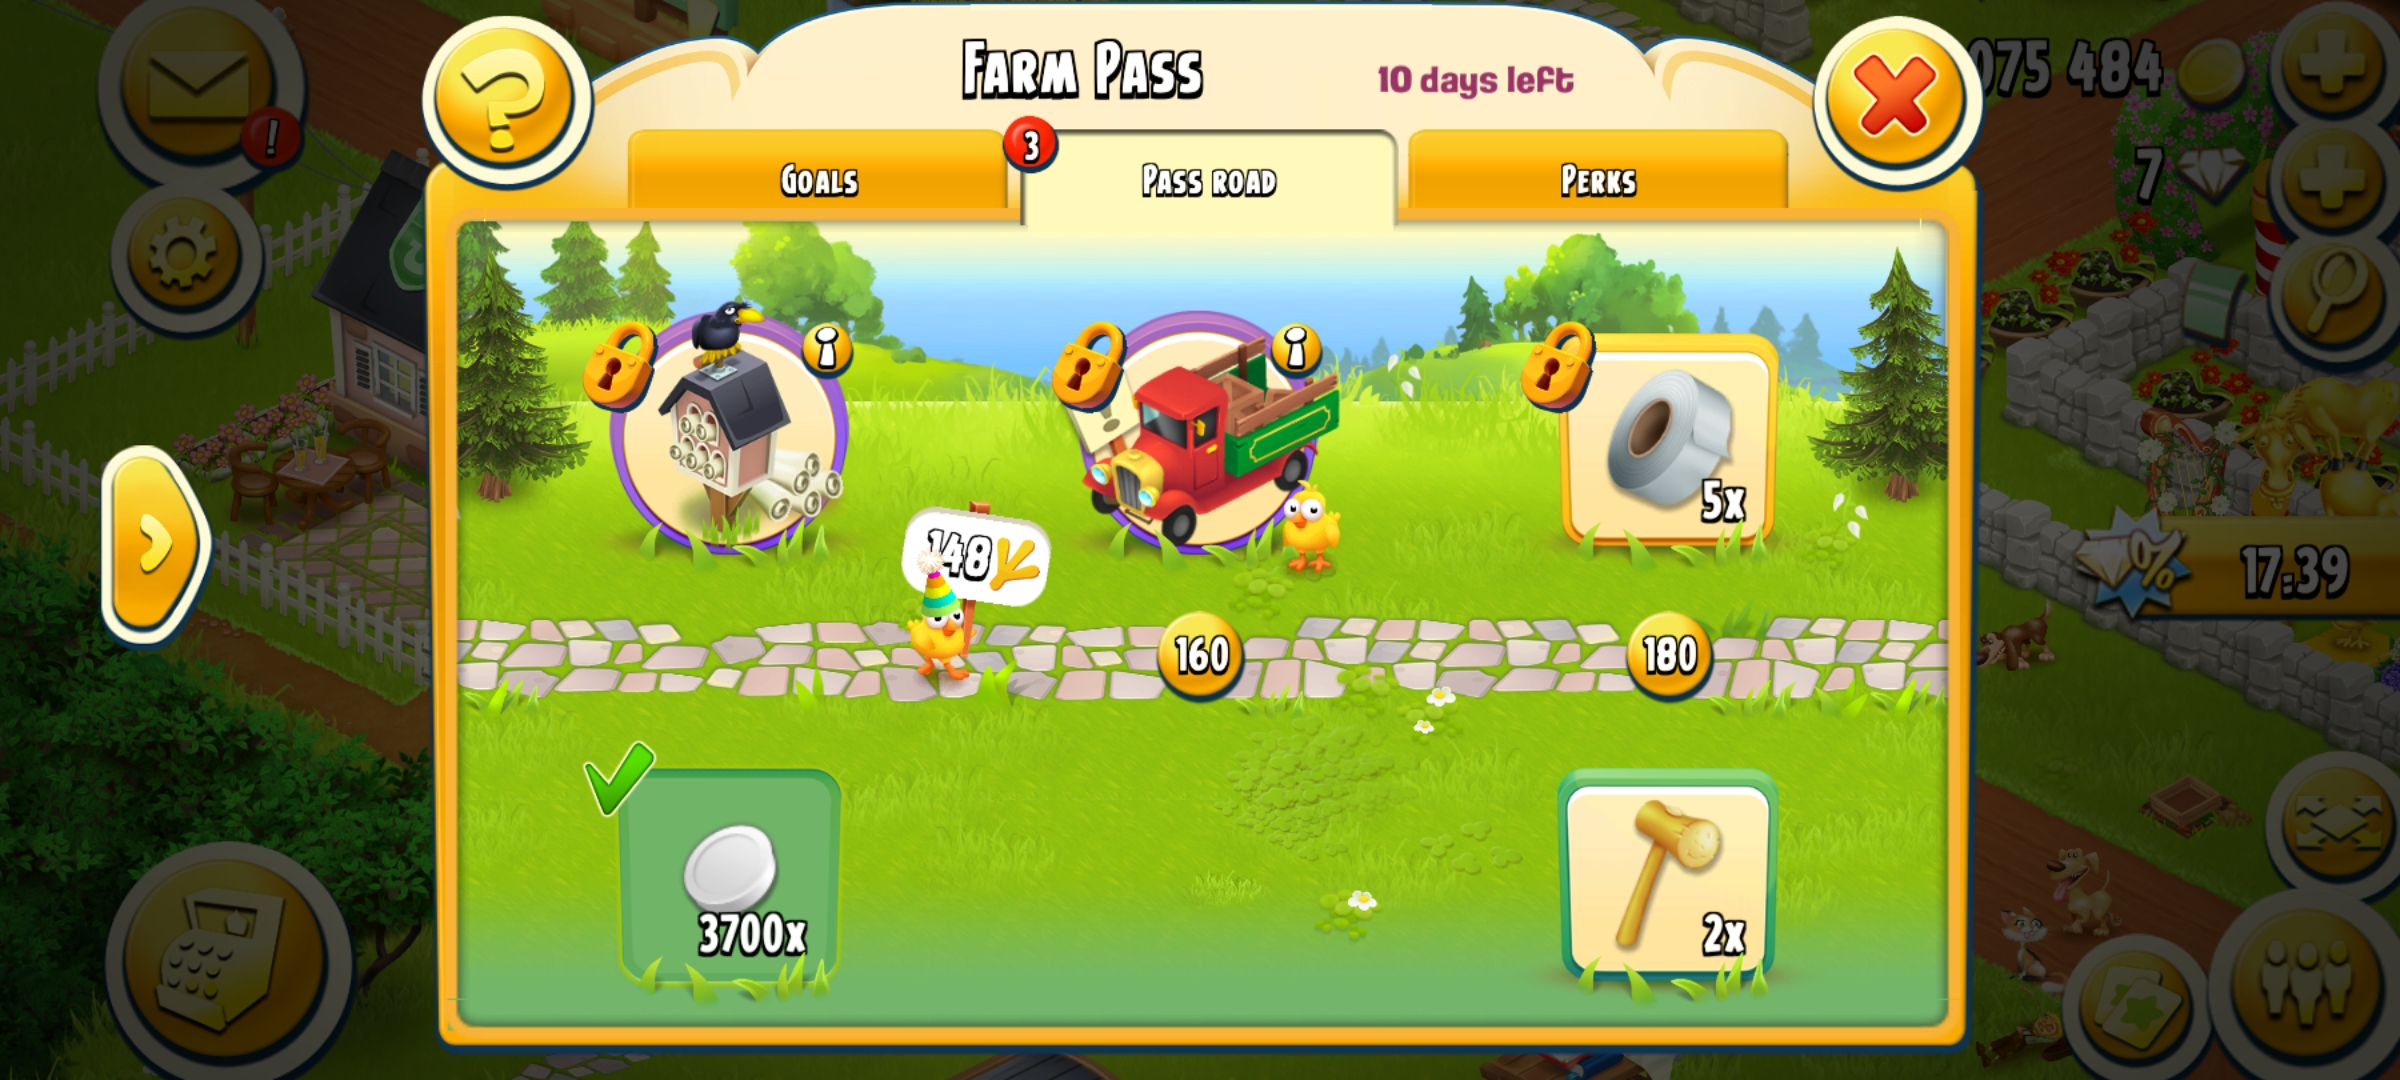 FARM PASS
10 days left
075 484
!
3
GOALS
PASS ROAD
PERKS
7
i
i
5x
148
%
17:39
160
180
3700x
2x